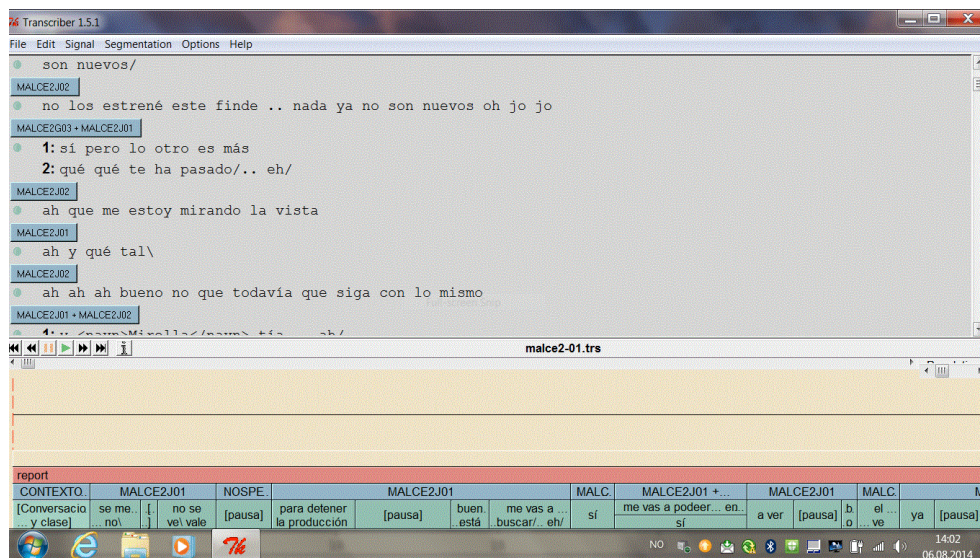 Transcriber 1.5.1
File Edit Signal Segmentation Options Help
son nuevos/
MALCE2J02
no los estrené este finde .. nada ya no son nuevos oh jo jo
MALCE2G03 + MALCE2J01
1: sí pero lo otro es más
2: qué qué te ha pasado/.. eh/
MALCE2J02
ah que me estoy mirando la vista
MALCE2J01
ah y qué tal\
MALCE2J02
ah ah ah bueno no que todavía que siga con lo mismo
MALCE2J01 + MALCE2J02
malce2-01.trs
report
CONTEXTO.. MALCE2J01 NOSPE.. MALCE2J01 MALC. MALCE2J01 +... MALCE2J01 MALC.
[Conversacio se me.. no se para detener buen. me vas a ... me vas a podeer... en.. el ...
... y clase] ... no\ ve\ vale [pausa] la producción [pausa] ..está ..buscar/.. eh/ sí sí a ver [pausa] ... ve ya [pausa]
NO 14:02
06.08.2014